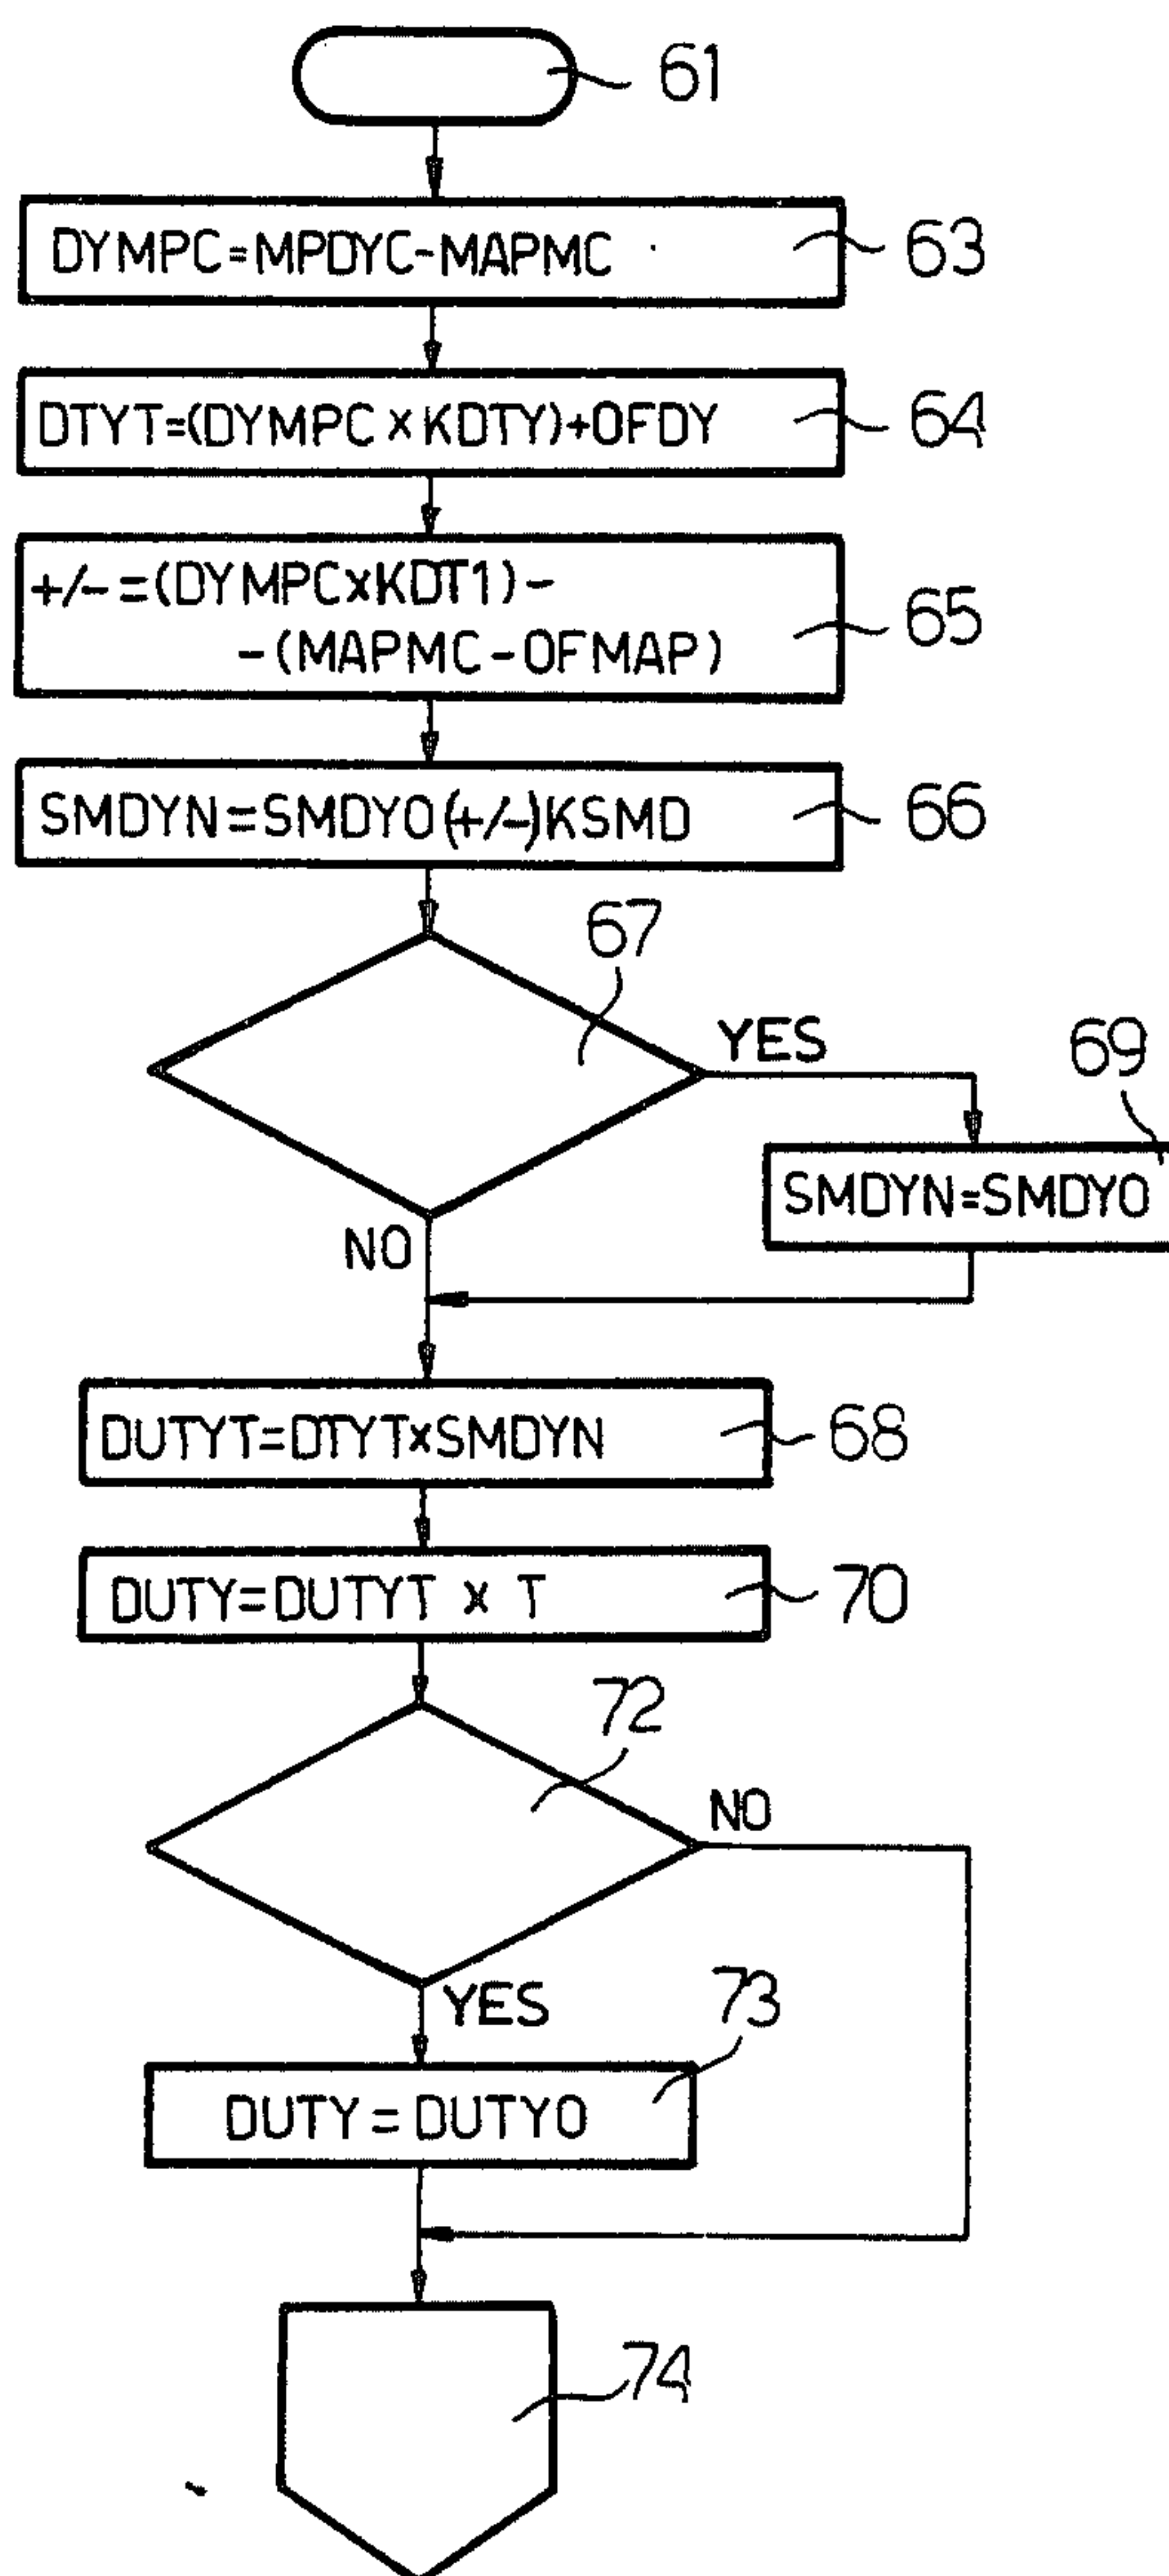 61
DYMPC=MPDYC-MAPMC
63
DTYT=(DYMPC x KDTY)+OFDY
64
+/-=(DYMPCxKDT1)-
-(MAPMC-OFMAP)
65
SMDYN=SMDYO(+/-)KSMD
66
67
YES
69
SMDYN=SMDYO
NO
DUTYT=DTYTxSMDYN
68
DUTY=DUTYT x T
70
72
NO
YES
73
DUTY=DUTYO
74